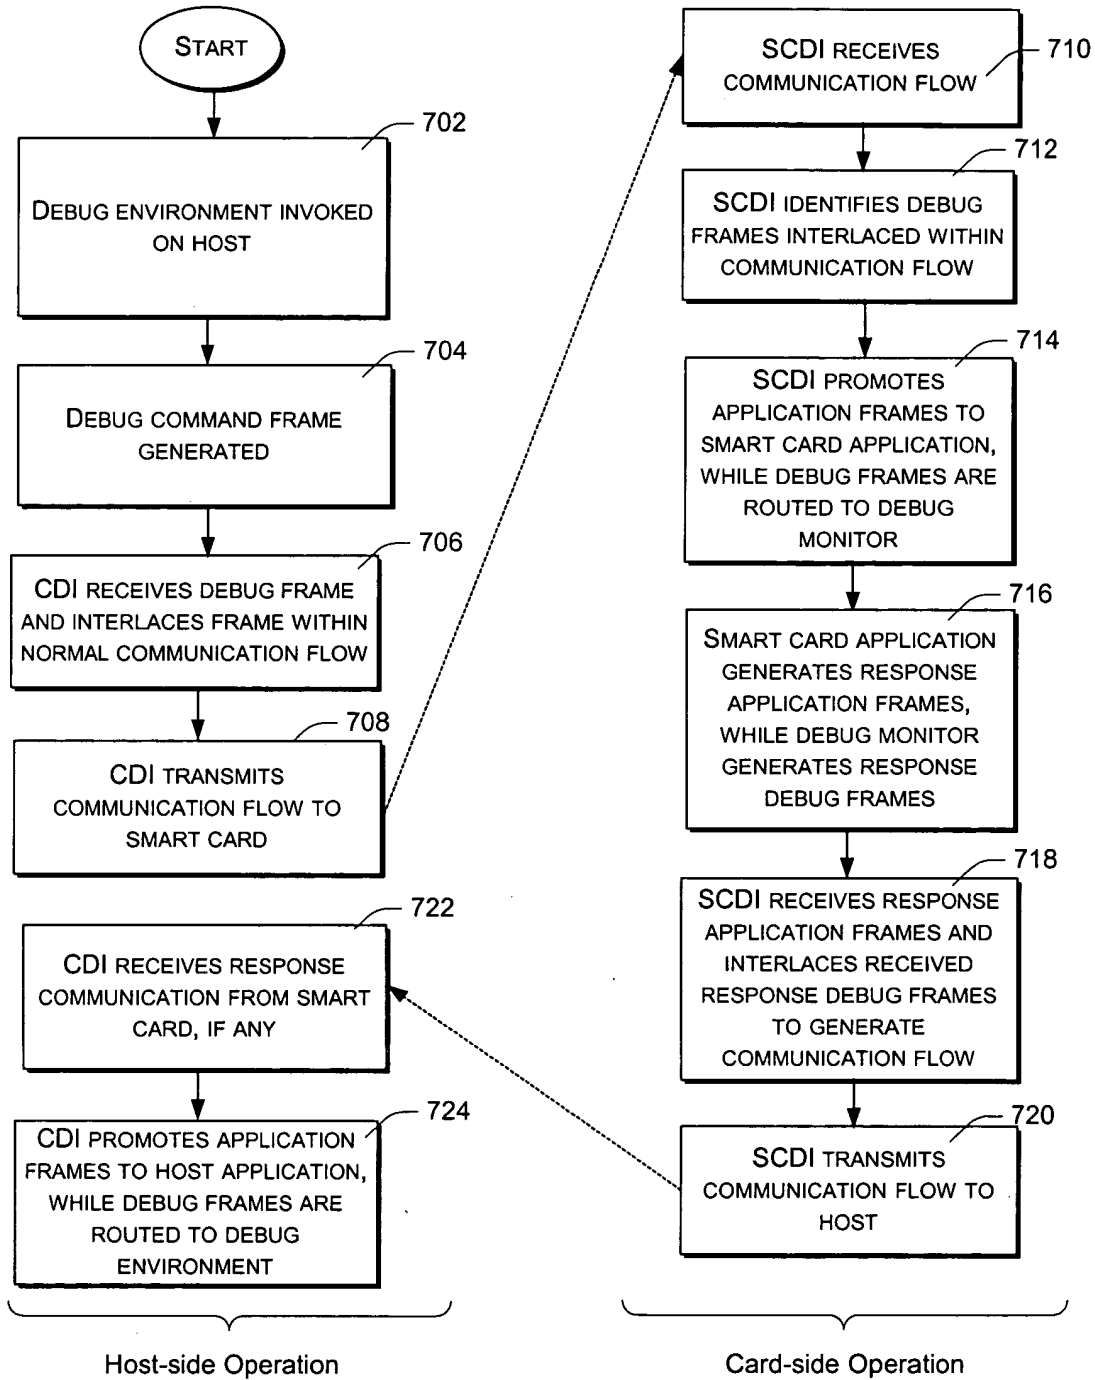 START
702
DEBUG ENVIRONMENT INVOKED
ON HOST
704
DEBUG COMMAND FRAME
GENERATED
706
CDI RECEIVES DEBUG FRAME
AND INTERLACES FRAME WITHIN
NORMAL COMMUNICATION FLOW
708
CDI TRANSMITS
COMMUNICATION FLOW TO
SMART CARD
710
SCDI RECEIVES
COMMUNICATION FLOW
712
SCDI IDENTIFIES DEBUG
FRAMES INTERLACED WITHIN
COMMUNICATION FLOW
714
SCDI PROMOTES
APPLICATION FRAMES TO
SMART CARD APPLICATION,
WHILE DEBUG FRAMES ARE
ROUTED TO DEBUG
MONITOR
716
SMART CARD APPLICATION
GENERATES RESPONSE
APPLICATION FRAMES,
WHILE DEBUG MONITOR
GENERATES RESPONSE
DEBUG FRAMES
718
SCDI RECEIVES RESPONSE
APPLICATION FRAMES AND
INTERLACES RECEIVED
RESPONSE DEBUG FRAMES
TO GENERATE
COMMUNICATION FLOW
720
SCDI TRANSMITS
COMMUNICATION FLOW TO
HOST
722
CDI RECEIVES RESPONSE
COMMUNICATION FROM SMART
CARD, IF ANY
724
CDI PROMOTES APPLICATION
FRAMES TO HOST APPLICATION,
WHILE DEBUG FRAMES ARE
ROUTED TO DEBUG
ENVIRONMENT
Host-side Operation
Card-side Operation